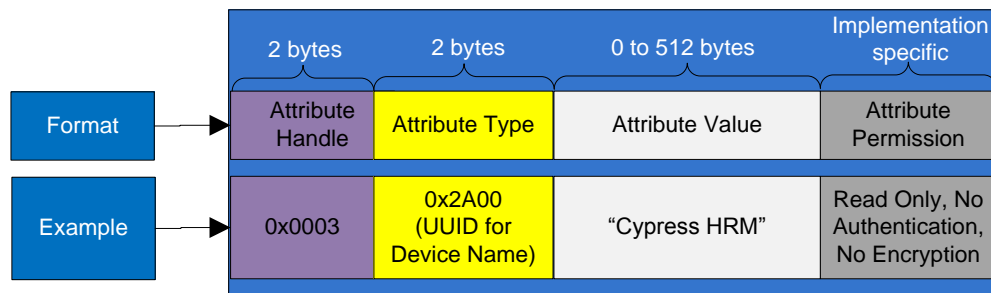 2 bytes
2 bytes
0 to 512 bytes
Implementation
specific
Format
Attribute
Handle
Attribute Type
Attribute Value
Attribute
Permission
Example
0x0003
0x2A00
(UUID for
Device Name)
“Cypress HRM”
Read Only, No
Authentication,
No Encryption